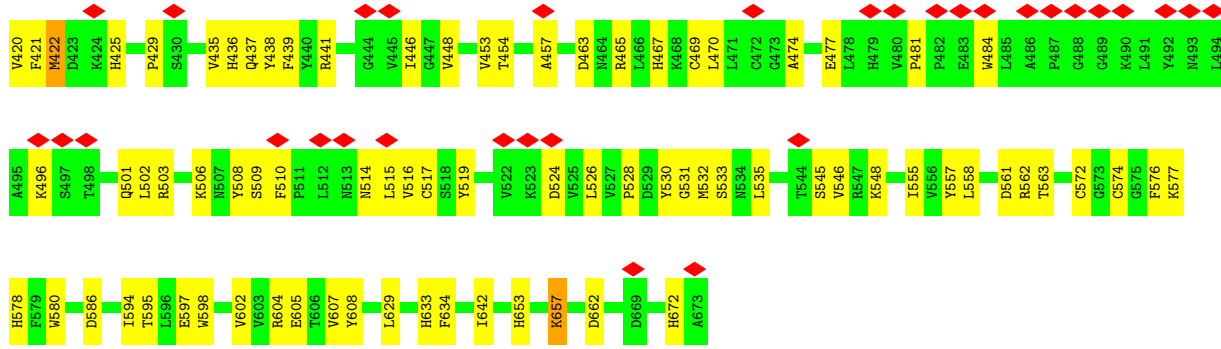 V420 F421 M422 D423 K424 H425 P429 S430 V435 H436 Q437 Y438 F439 Y440 R441 G444 V445 I446 G447 V448 V453 T454 A457 D463 N464 R465 L466 H467 K468 C469 L470 L471 C472 G473 A474 E477 L478 H479 V480 P481 P482 E483 W484 L485 A486 P487 G488 G489 K490 L491 Y492 N493 L494
A495 K496 S497 T498 Q501 L502 R503 K506 N507 Y508 S509 F510 P511 L512 N513 N514 L515 V516 C517 S518 Y519 V522 K523 D524 V525 L526 V527 P528 D529 Y530 G531 M532 S533 N534 L535 T544 S545 V546 R547 K548 I555 V556 Y557 L558 D561 R562 T563 C572 G573 C574 G575 F576 K577
H578 F579 W580 D586 I594 T595 L596 E597 W598 V602 V603 R604 E605 T606 V607 Y608 L629 H633 F634 I642 H653 K657 D662 D669 H672 A673